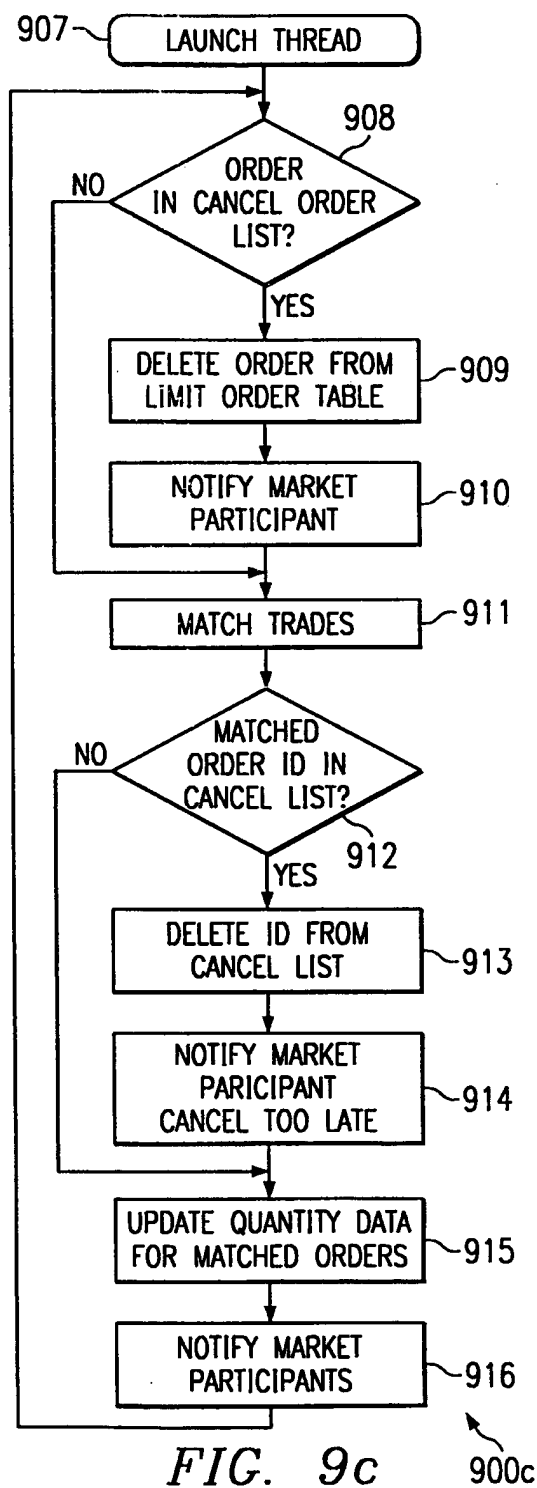 907
LAUNCH THREAD
908
ORDER
IN CANCEL ORDER
LIST?
NO
YES
DELETE ORDER FROM
LIMIT ORDER TABLE
909
NOTIFY MARKET
PARTICIPANT
910
MATCH TRADES
911
MATCHED
ORDER ID IN
CANCEL LIST?
NO
912
YES
DELETE ID FROM
CANCEL LIST
913
NOTIFY MARKET
PARICIPANT
CANCEL TOO LATE
914
UPDATE QUANTITY DATA
FOR MATCHED ORDERS
915
NOTIFY MARKET
PARTICIPANTS
916
FIG. 9c
900c